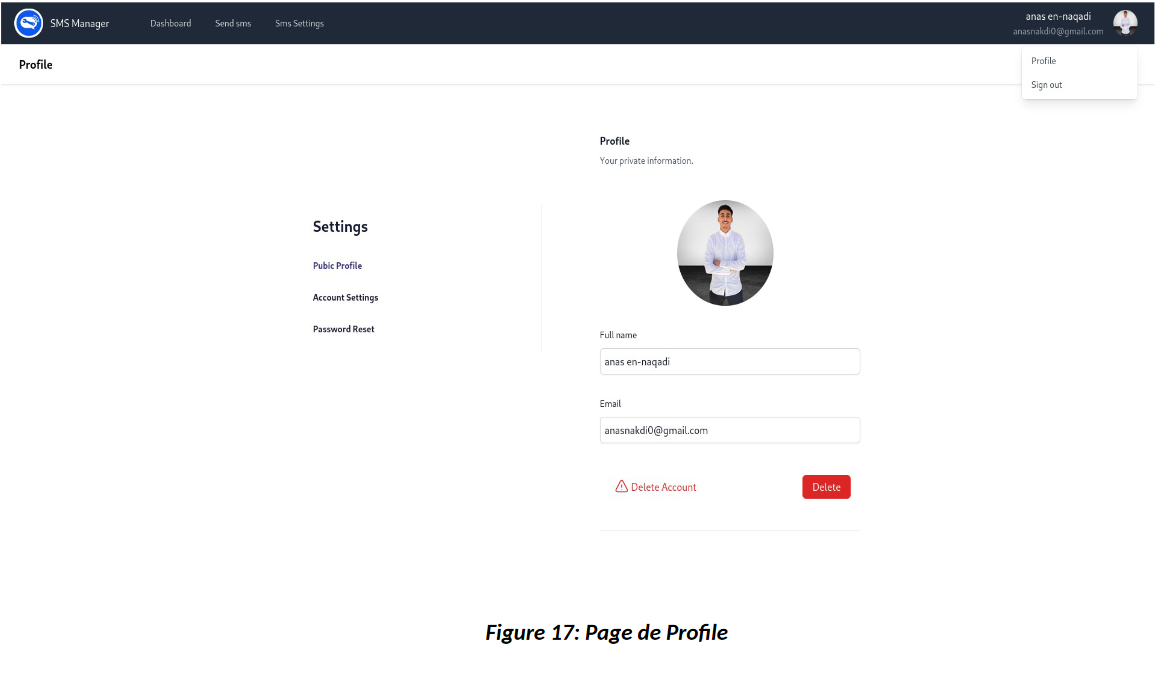 SMS Manager Dashboard Send sms Sms Settings anas en-naqadi
anasnakdi0@gmail.com
Profile
Profile
Sign out
Profile
Your private information.
Settings
Pubic Profile
Account Settings
Password Reset
Full name
anas en-naqadi
Email
anasnakdi0@gmail.com
Delete Account Delete
Figure 17: Page de Profile